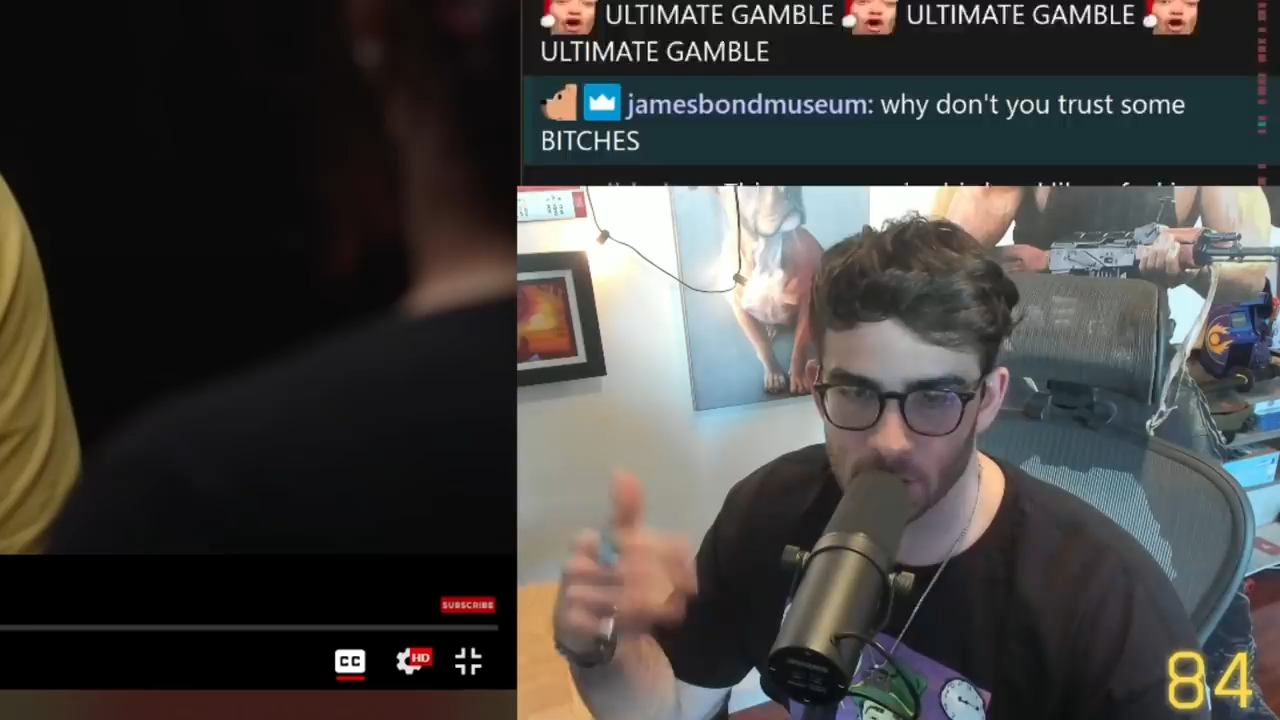 ULTIMATE GAMBLE ULTIMATE GAMBLE
ULTIMATE GAMBLE
jamesbondmuseum: why don't you trust some
BITCHES
SUBSCRIBE
CC
HD
84